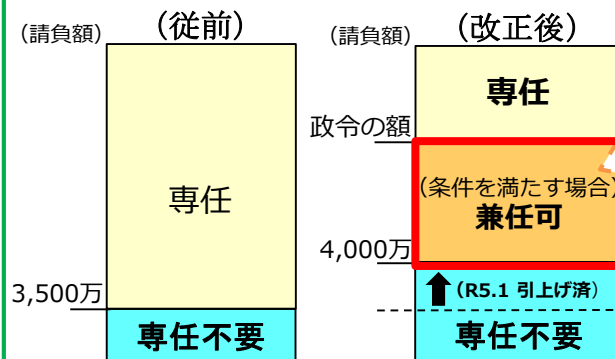 (従前)
(請負額)
専任
3,500万
専任不要
(改正後)
(請負額)
専任
政令の額
(条件を満たす場合)
兼任可
4,000万
(R5.1 引上げ済)
専任不要